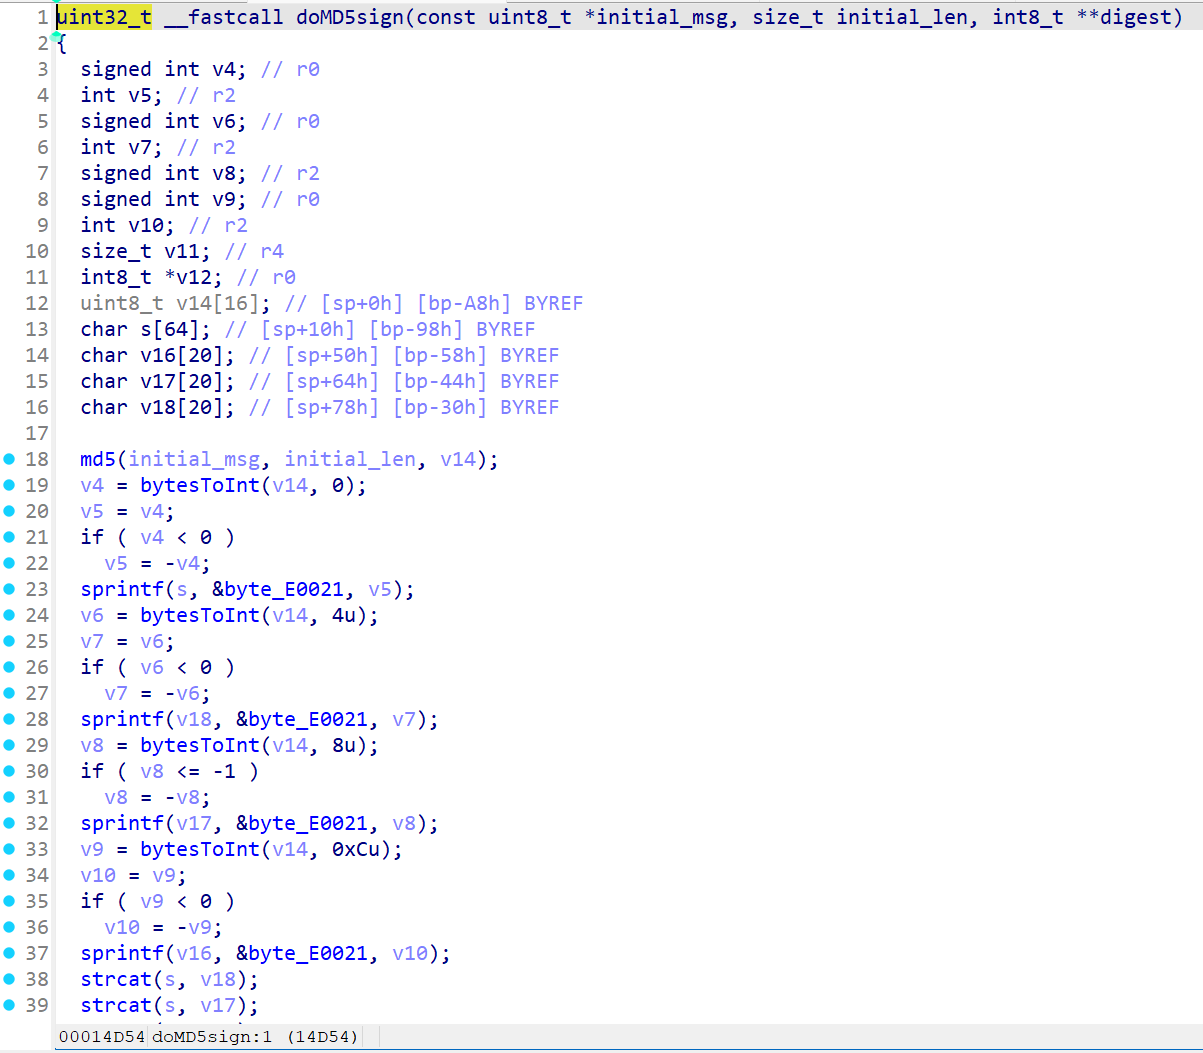 1 uint32_t __fastcall doMD5sign(const uint8_t *initial_msg, size_t initial_len, int8_t **digest)
2 {
3 signed int v4; // r0
4 int v5; // r2
5 signed int v6; // r0
6 int v7; // r2
7 signed int v8; // r2
8 signed int v9; // r0
9 int v10; // r2
10 size_t v11; // r4
11 int8_t *v12; // r0
12 uint8_t v14[16]; // [sp+0h] [bp-A8h] BYREF
13 char s[64]; // [sp+10h] [bp-98h] BYREF
14 char v16[20]; // [sp+50h] [bp-58h] BYREF
15 char v17[20]; // [sp+64h] [bp-44h] BYREF
16 char v18[20]; // [sp+78h] [bp-30h] BYREF
17
18 md5(initial_msg, initial_len, v14);
19 v4 = bytesToInt(v14, 0);
20 v5 = v4;
21 if ( v4 < 0 )
22 v5 = -v4;
23 sprintf(s, &byte_E0021, v5);
24 v6 = bytesToInt(v14, 4u);
25 v7 = v6;
26 if ( v6 < 0 )
27 v7 = -v6;
28 sprintf(v18, &byte_E0021, v7);
29 v8 = bytesToInt(v14, 8u);
30 if ( v8 <= -1 )
31 v8 = -v8;
32 sprintf(v17, &byte_E0021, v8);
33 v9 = bytesToInt(v14, 0xCu);
34 v10 = v9;
35 if ( v9 < 0 )
36 v10 = -v9;
37 sprintf(v16, &byte_E0021, v10);
38 strcat(s, v18);
39 strcat(s, v17);
00014D54 doMD5sign:1 (14D54)